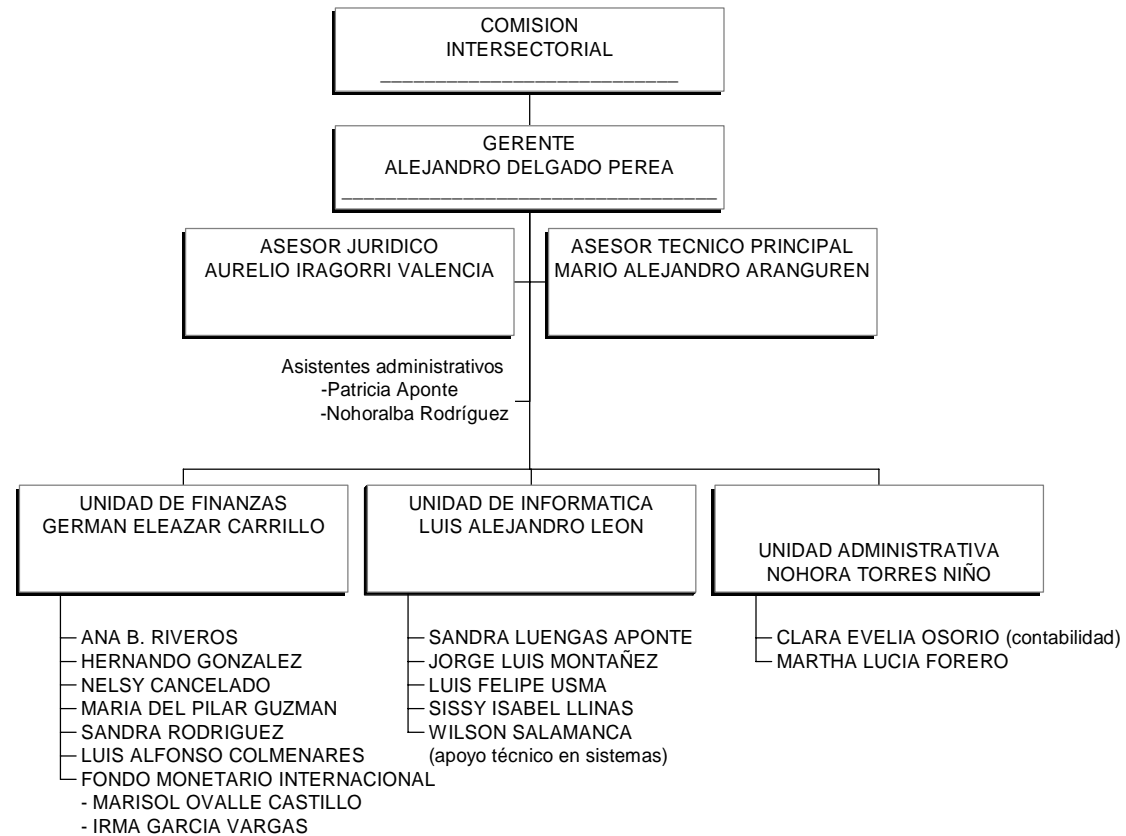 COMISION
INTERSECTORIAL
GERENTE
ALEJANDRO DELGADO PEREA
ASESOR JURIDICO
AURELIO IRAGORRI VALENCIA
ASESOR TECNICO PRINCIPAL
MARIO ALEJANDRO ARANGUREN
Asistentes administrativos
-Patricia Aponte
-Nohoralba Rodríguez
UNIDAD DE FINANZAS
GERMAN ELEAZAR CARRILLO
ANA B. RIVEROS
HERNANDO GONZALEZ
NELSY CANCELADO
MARIA DEL PILAR GUZMAN
SANDRA RODRIGUEZ
LUIS ALFONSO COLMENARES
FONDO MONETARIO INTERNACIONAL
- MARISOL OVALLE CASTILLO
- IRMA GARCIA VARGAS
UNIDAD DE INFORMATICA
LUIS ALEJANDRO LEON
SANDRA LUENGAS APONTE
JORGE LUIS MONTAÑEZ
LUIS FELIPE USMA
SISSY ISABEL LLINAS
WILSON SALAMANCA
(apoyo técnico en sistemas)
UNIDAD ADMINISTRATIVA
NOHORA TORRES NIÑO
CLARA EVELIA OSORIO (contabilidad)
MARTHA LUCIA FORERO